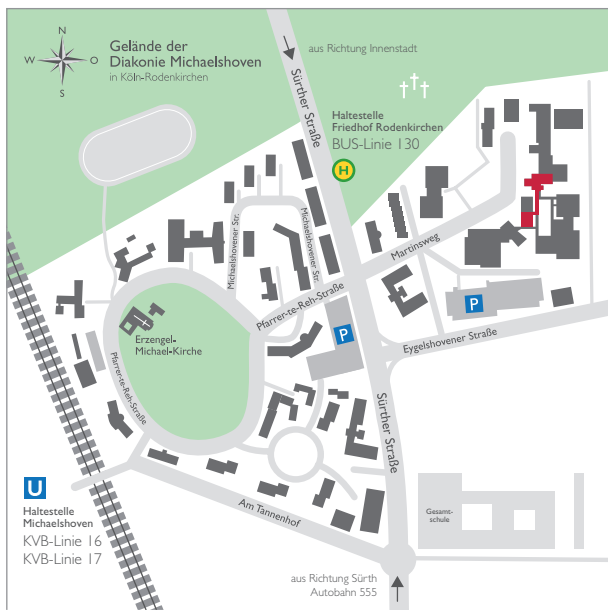 N
W
O
S
Gelände der
Diakonie Michaelshoven
in Köln-Rodenkirchen
aus Richtung Innenstadt
Sürther Straße
Haltestelle
Friedhof Rodenkirchen
BUS-Linie 130
H
Michaelshovener Str.
Michaelshovener Str.
Martinsweg
Pfarrer-te-Reh-Straße
P
P
Eygelshovener Straße
Erzengel-
Michael-Kirche
Pfarrer-te-Reh-Straße
Sürther Straße
U
Haltestelle
Michaelshoven
KVB-Linie 16
KVB-Linie 17
Am Tannenhof
Gesamt-
schule
aus Richtung Sürth
Autobahn 555